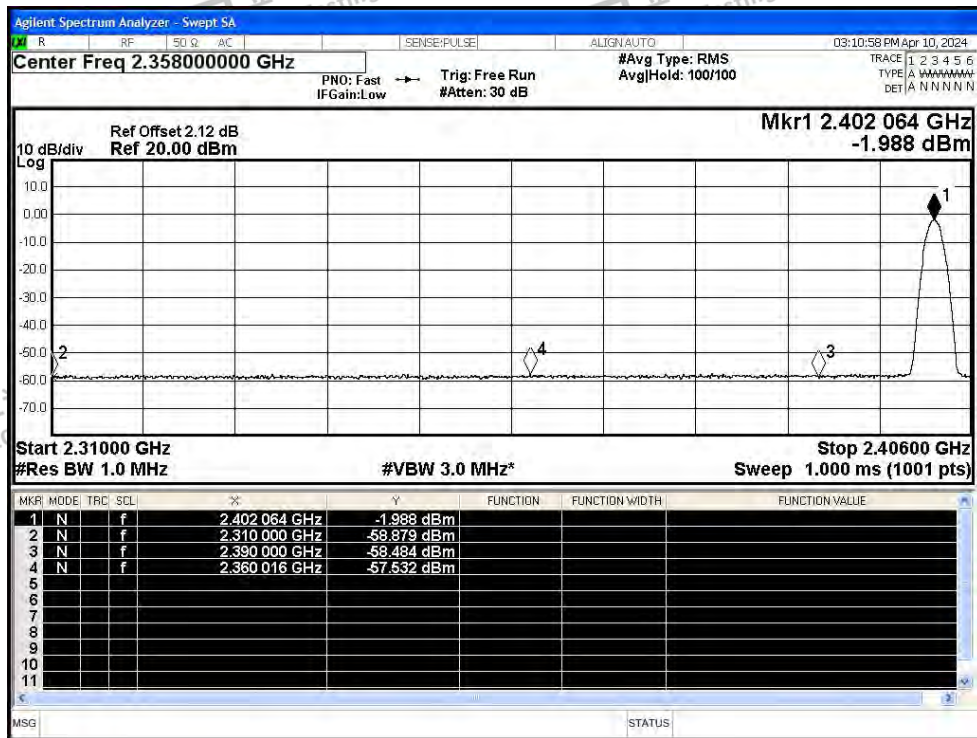 Agilent Spectrum Analyzer - Swept SA
LXI R RF 50 Ω AC SENSE:PULSE ALIGN AUTO 03:10:58 PM Apr 10, 2024
Center Freq 2.358000000 GHz
PNO: Fast
IFGain:Low
Trig: Free Run
#Atten: 30 dB
#Avg Type: RMS
Avg|Hold: 100/100
TRACE 1 2 3 4 5 6
TYPE A WWWWW
DET A N N N N N
Mkr1 2.402 064 GHz
-1.988 dBm
Ref Offset 2.12 dB
10 dB/div Ref 20.00 dBm
Log
10.0
0.00
-10.0
-20.0
-30.0
-40.0
-50.0
-60.0
-70.0
1
2
4
3
Start 2.31000 GHz Stop 2.40600 GHz
#Res BW 1.0 MHz #VBW 3.0 MHz* Sweep 1.000 ms (1001 pts)
MKR MODE TRC SCL X Y FUNCTION FUNCTION WIDTH FUNCTION VALUE
1 N f 2.402 064 GHz -1.988 dBm
2 N f 2.310 000 GHz -58.879 dBm
3 N f 2.390 000 GHz -58.484 dBm
4 N f 2.360 016 GHz -57.532 dBm
5
6
7
8
9
10
11
MSG STATUS